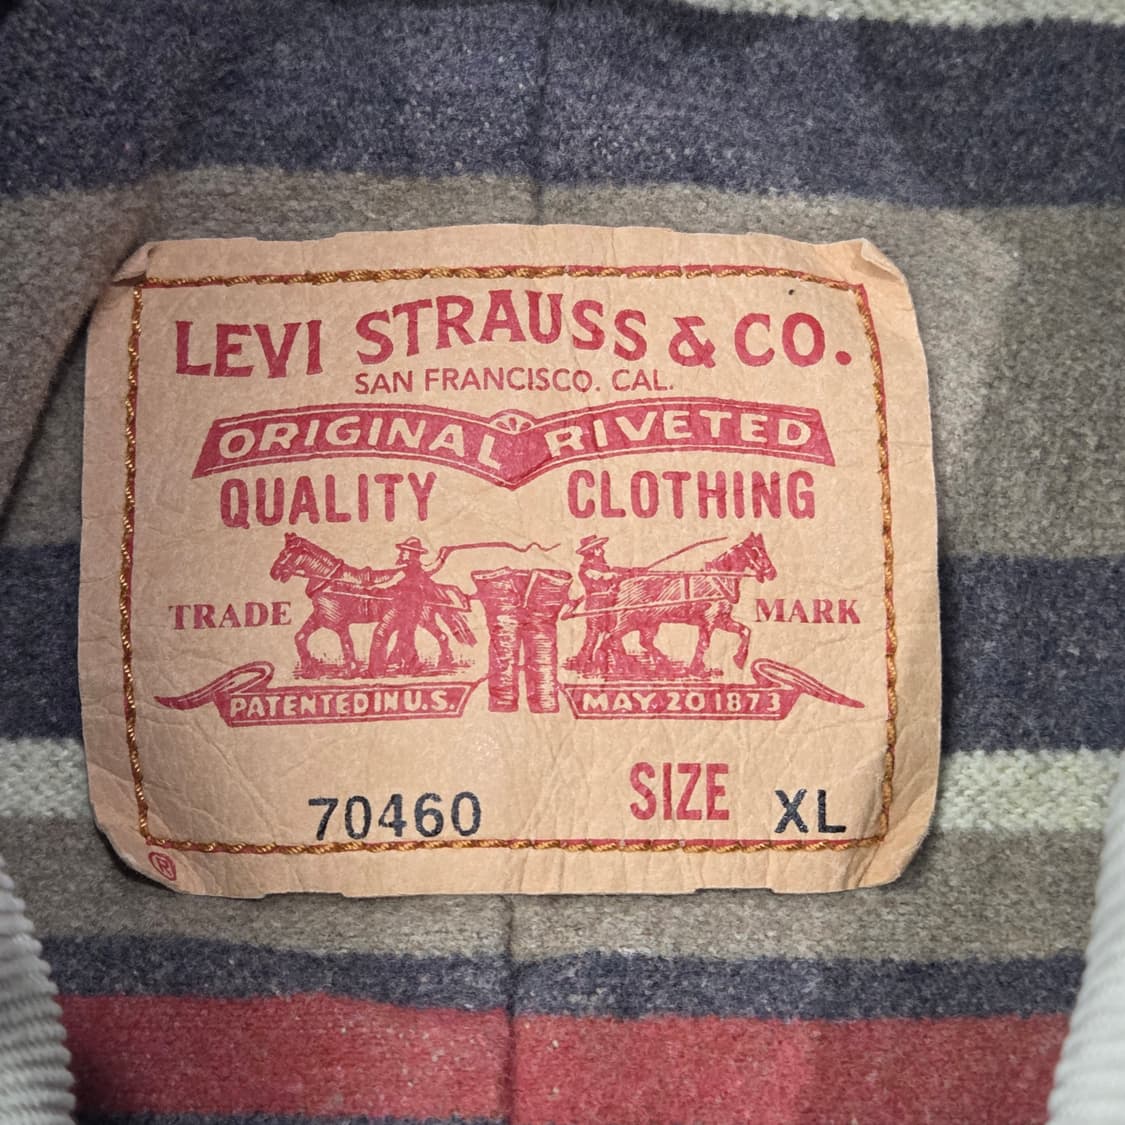 LEVI STRAUSS & CO.
SAN FRANCISCO. CAL.
ORIGINAL RIVETED
QUALITY CLOTHING
TRADE MARK
PATENTED IN U.S. MAY. 20 1873
70460 SIZE XL
®